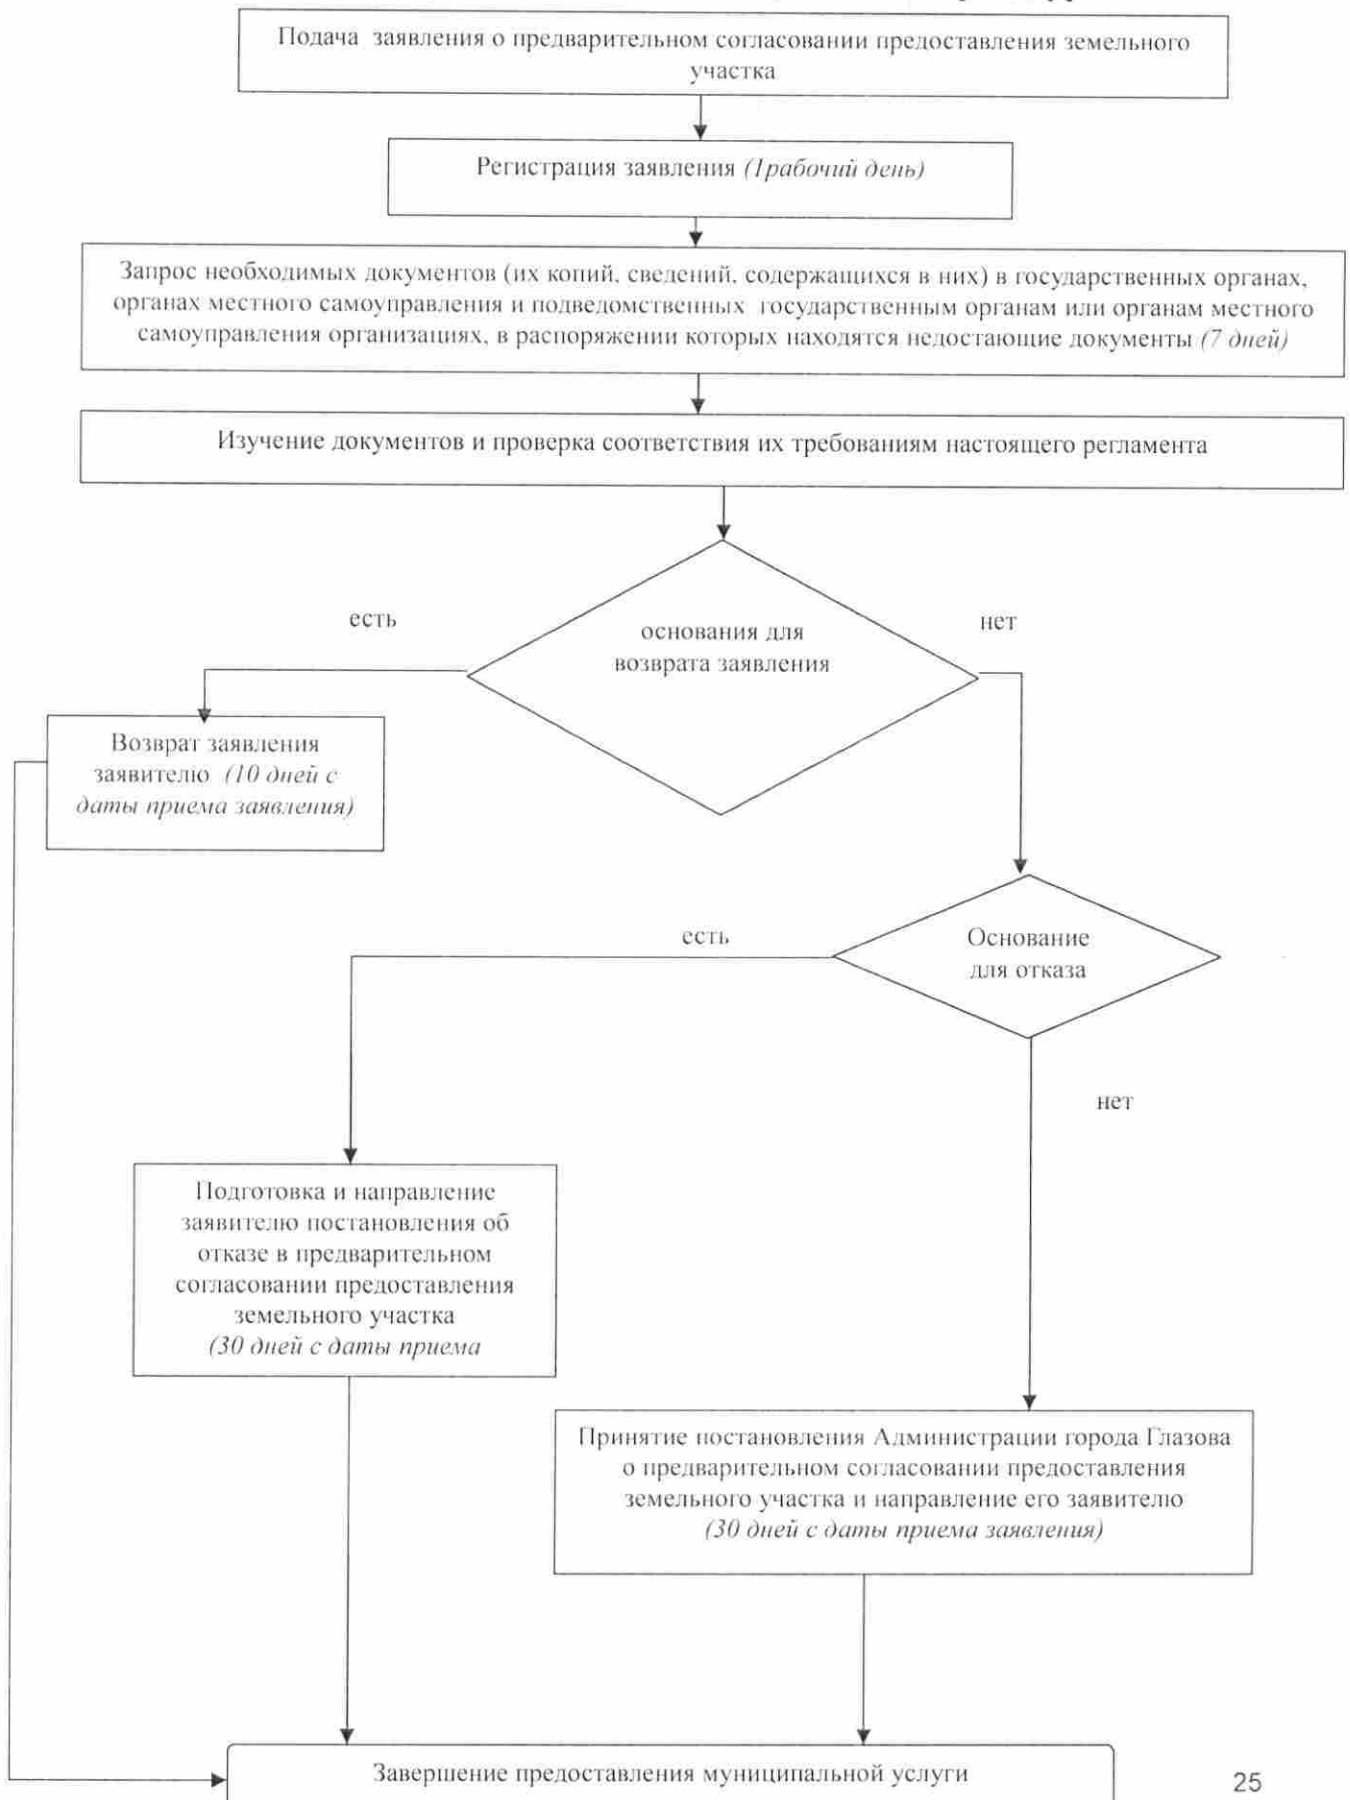 Подача заявления о предварительном согласовании предоставления земельного
участка
Регистрация заявления (1рабочий день)
Запрос необходимых документов (их копий, сведений, содержащихся в них) в государственных органах,
органах местного самоуправления и подведомственных государственным органам или органам местного
самоуправления организациях, в распоряжении которых находятся недостающие документы (7 дней)
Изучение документов и проверка соответствия их требованиям настоящего регламента
есть
основания для
возврата заявления
нет
Возврат заявления
заявителю (10 дней с
даты приема заявления)
есть
Основание
для отказа
нет
Подготовка и направление
заявителю постановления об
отказе в предварительном
согласовании предоставления
земельного участка
(30 дней с даты приема
Принятие постановления Администрации города Глазова
о предварительном согласовании предоставления
земельного участка и направление его заявителю
(30 дней с даты приема заявления)
Завершение предоставления муниципальной услуги
25